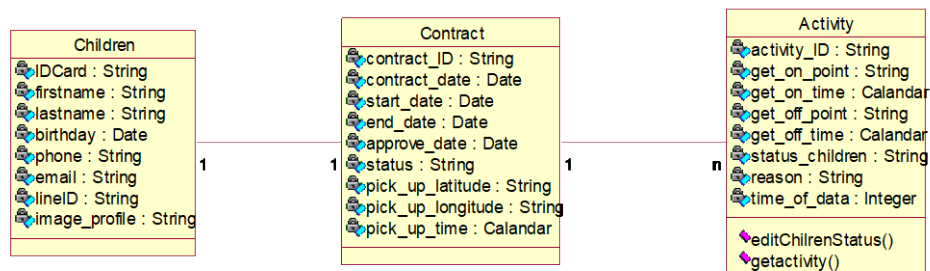 Children
IDCard : String
firstname : String
lastname : String
birthday : Date
phone : String
email : String
lineID : String
image_profile : String
1
1
Contract
contract_ID : String
contract_date : Date
start_date : Date
end_date : Date
approve_date : Date
status : String
pick_up_latitude : String
pick_up_longitude : String
pick_up_time : Calandar
1
n
Activity
activity_ID : String
get_on_point : String
get_on_time : Calandar
get_off_point : String
get_off_time : Calandar
status_children : String
reason : String
time_of_data : Integer
editChilrenStatus()
getactivity()